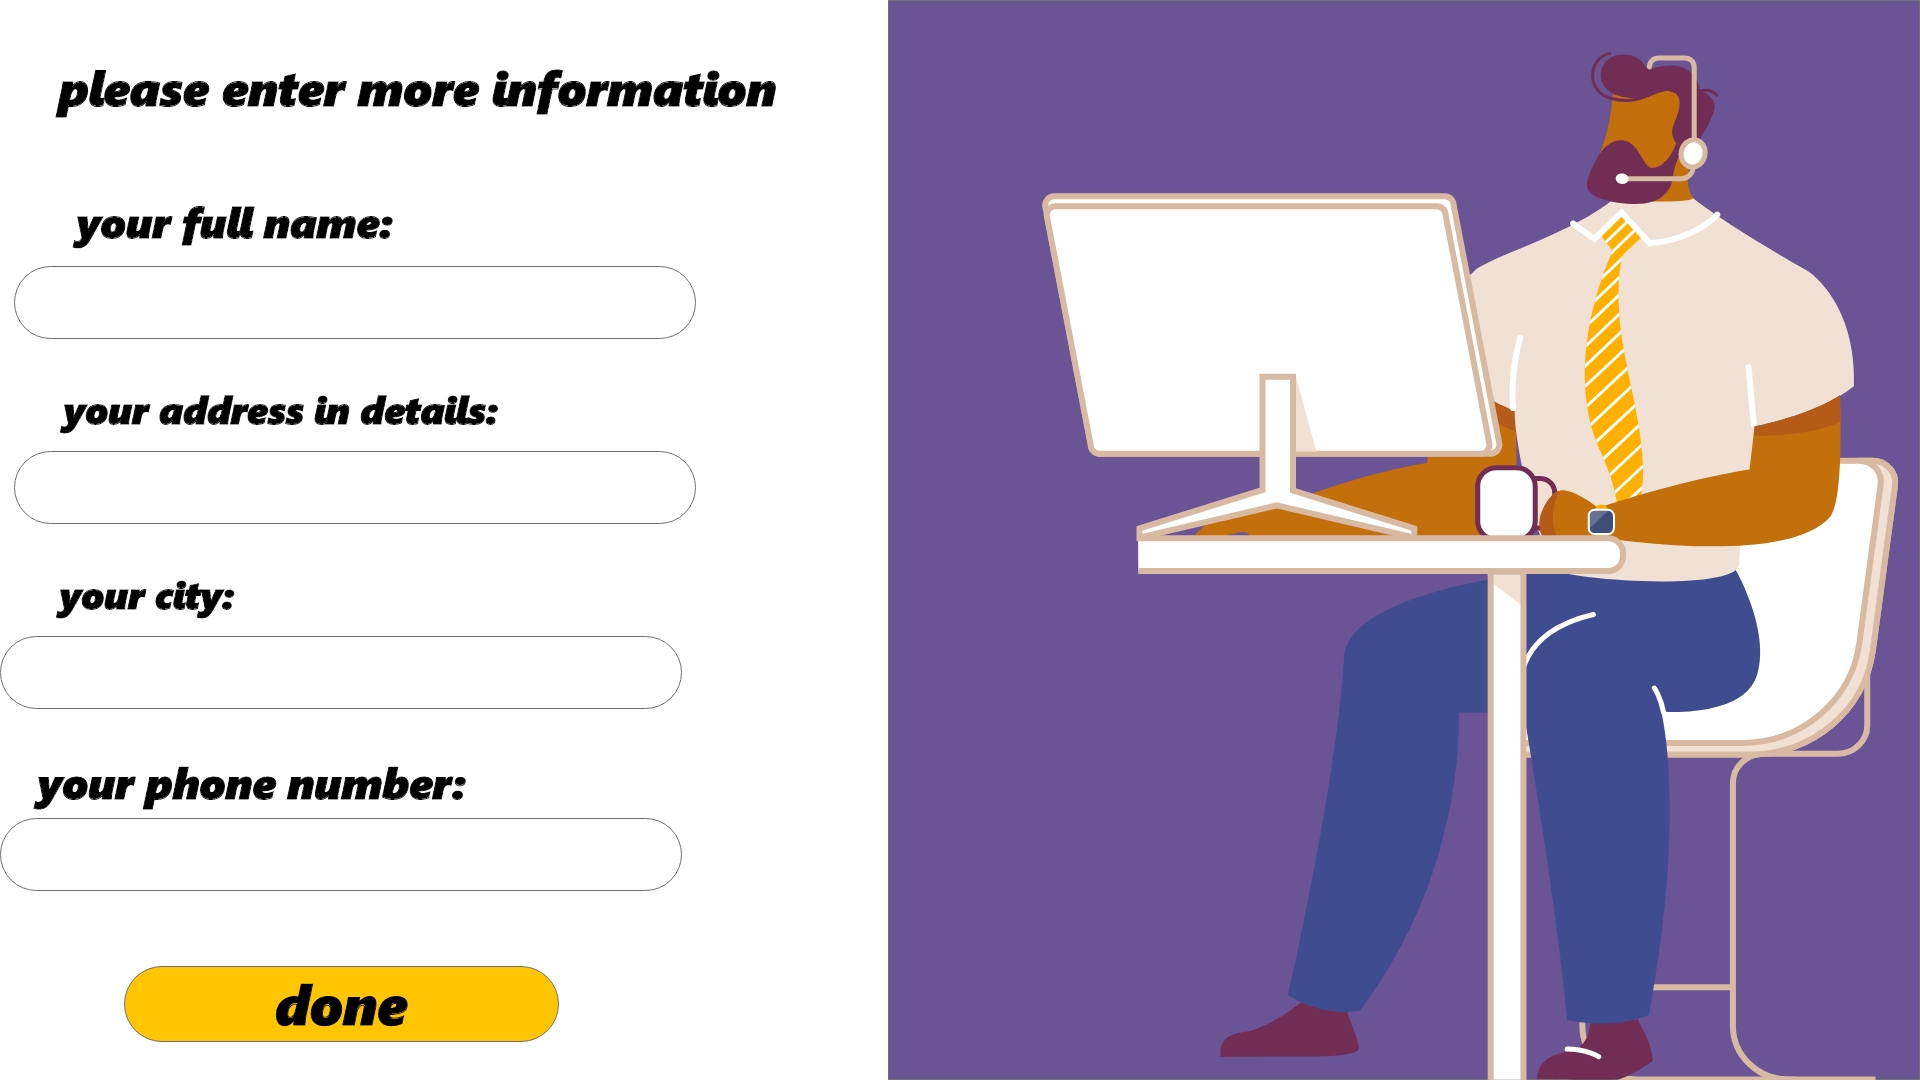 please enter more information
your full name:
your address in details:
your city:
your phone number:
done